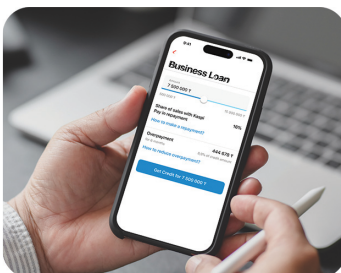 9:41
Business Loan
Amount
7 500 000 ₸
Share of sales with Kaspi
Pay in repayment
10%
How to make a repayment?
Overpayment
444 678 ₸
How to reduce overpayment?
Get Credit for 7 500 000 ₸